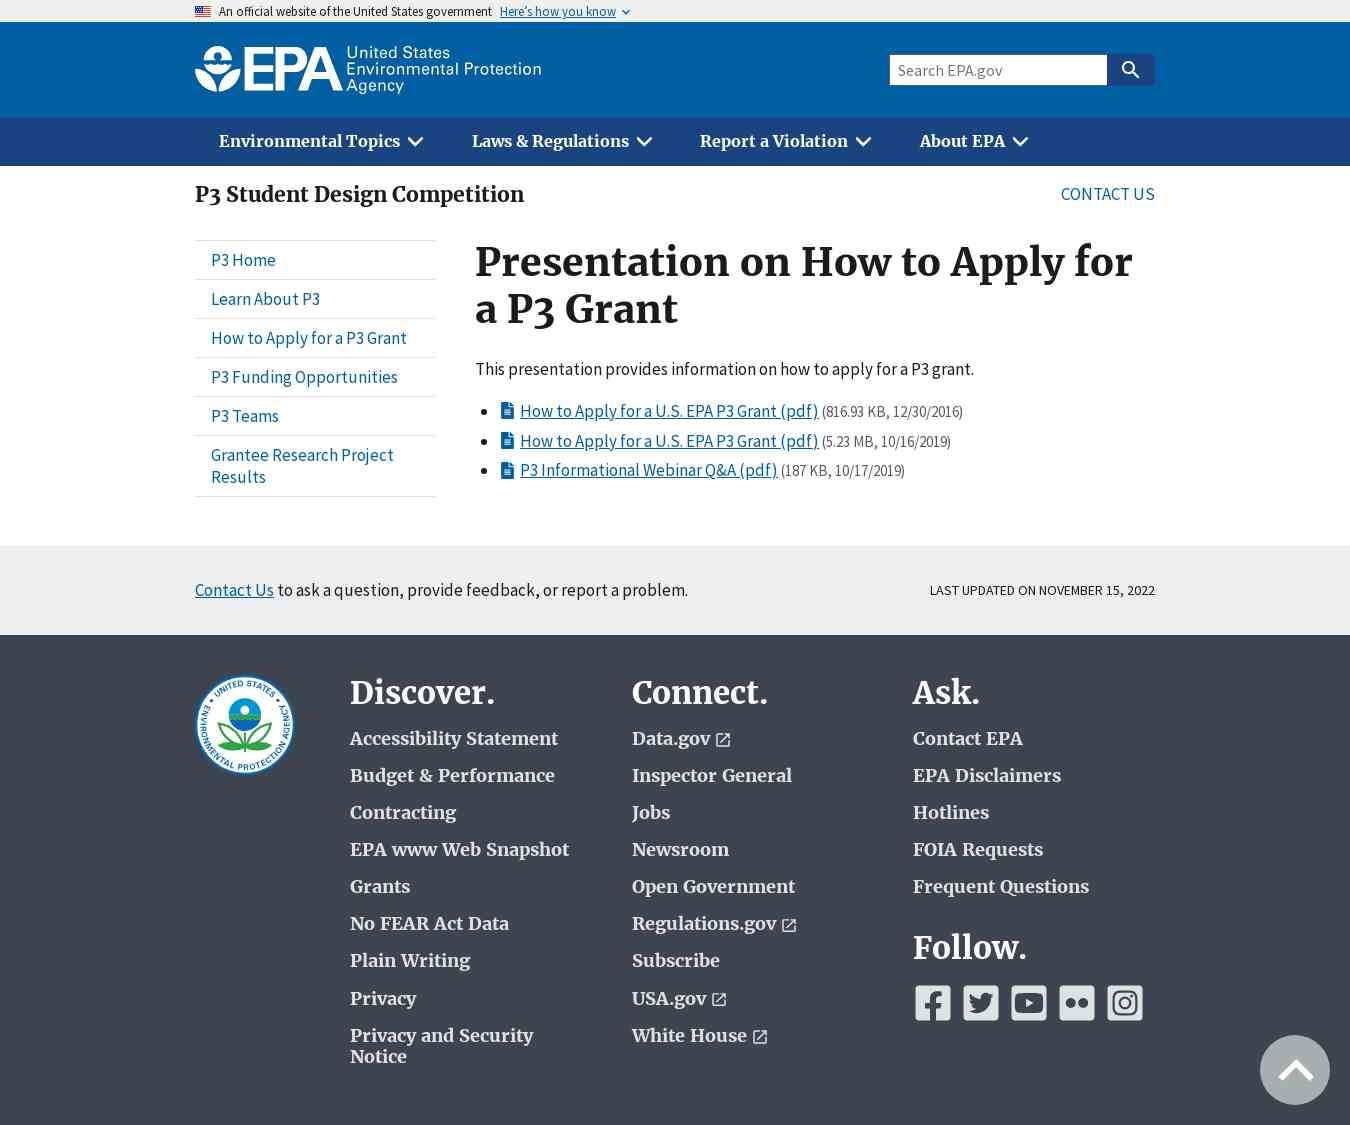 An official website of the United States government Here's how you know
EPA United States
Environmental Protection
Agency
Search EPA.gov
Environmental Topics Laws & Regulations Report a Violation About EPA
P3 Student Design Competition
CONTACT US
P3 Home
Learn About P3
How to Apply for a P3 Grant
P3 Funding Opportunities
P3 Teams
Grantee Research Project
Results
Presentation on How to Apply for
a P3 Grant
This presentation provides information on how to apply for a P3 grant.
How to Apply for a U.S. EPA P3 Grant (pdf) (816.93 KB, 12/30/2016)
How to Apply for a U.S. EPA P3 Grant (pdf) (5.23 MB, 10/16/2019)
P3 Informational Webinar Q&A (pdf) (187 KB, 10/17/2019)
Contact Us to ask a question, provide feedback, or report a problem.
LAST UPDATED ON NOVEMBER 15, 2022
UNITED STATES
ENVIRONMENTAL PROTECTION AGENCY
Discover.
Accessibility Statement
Budget & Performance
Contracting
EPA www Web Snapshot
Grants
No FEAR Act Data
Plain Writing
Privacy
Privacy and Security
Notice
Connect.
Data.gov
Inspector General
Jobs
Newsroom
Open Government
Regulations.gov
Subscribe
USA.gov
White House
Ask.
Contact EPA
EPA Disclaimers
Hotlines
FOIA Requests
Frequent Questions
Follow.